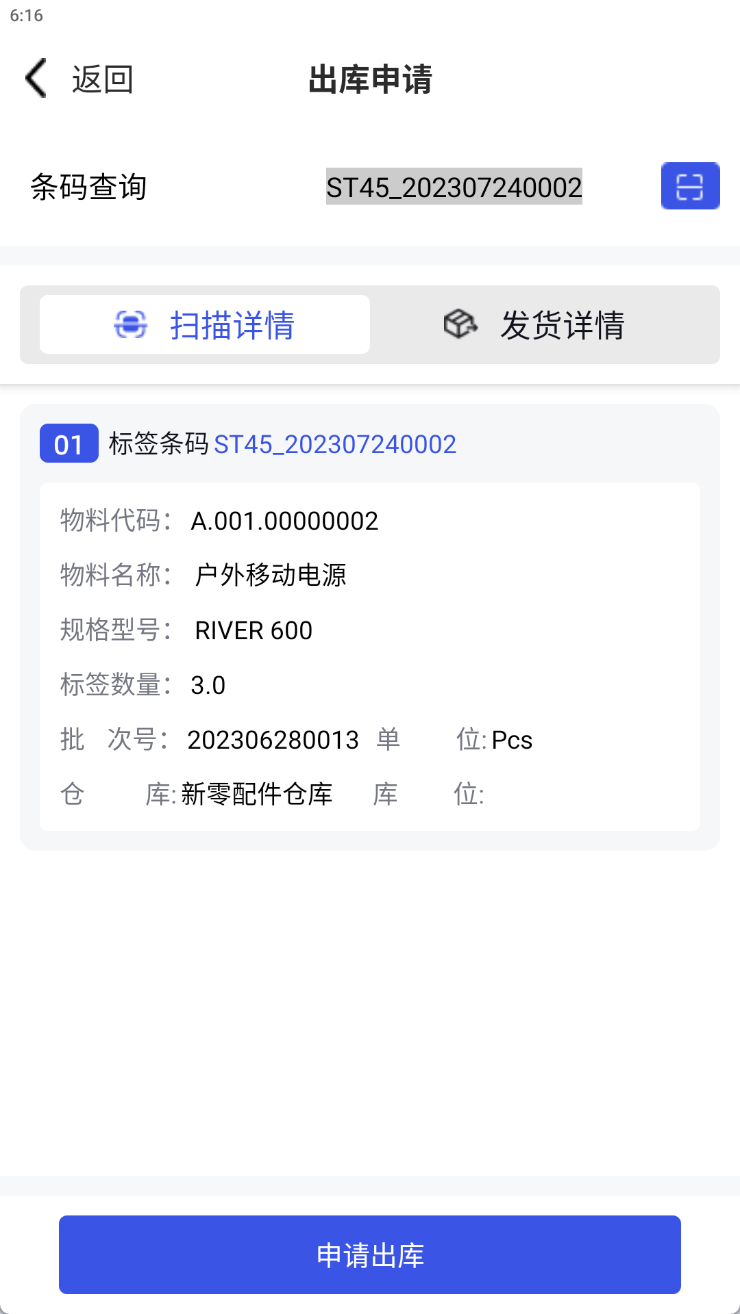 6:16
返回 出库申请
条码查询 ST45_202307240002
扫描详情 发货详情
01 标签条码 ST45_202307240002
物料代码： A.001.00000002
物料名称： 户外移动电源
规格型号： RIVER 600
标签数量： 3.0
批 次号： 202306280013 单 位: Pcs
仓 库: 新零配件仓库 库 位:
申请出库